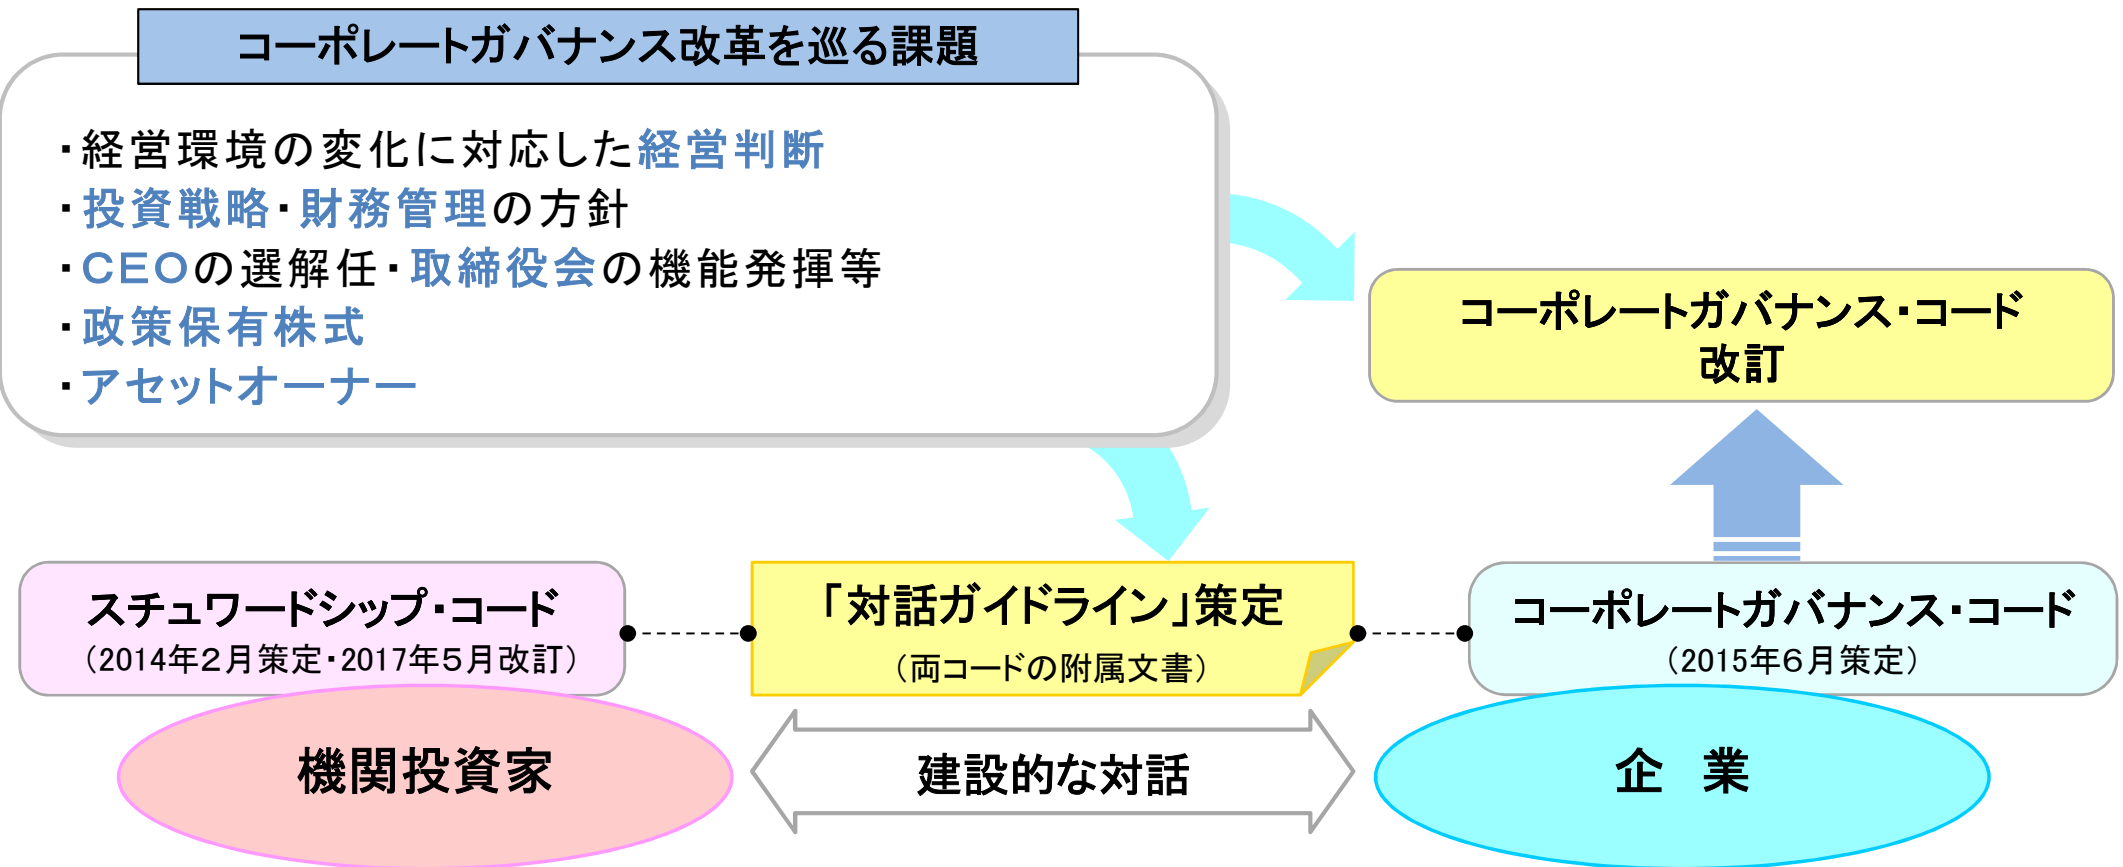 コーポレートガバナンス改革を巡る課題
・経営環境の変化に対応した経営判断
・投資戦略・財務管理の方針
・ＣＥＯの選解任・取締役会の機能発揮等
・政策保有株式
・アセットオーナー
コーポレートガバナンス・コード
改訂
スチュワードシップ・コード
（2014年２月策定・2017年５月改訂）
「対話ガイドライン」策定
（両コードの附属文書）
コーポレートガバナンス・コード
（2015年６月策定）
機関投資家
建設的な対話
企　業